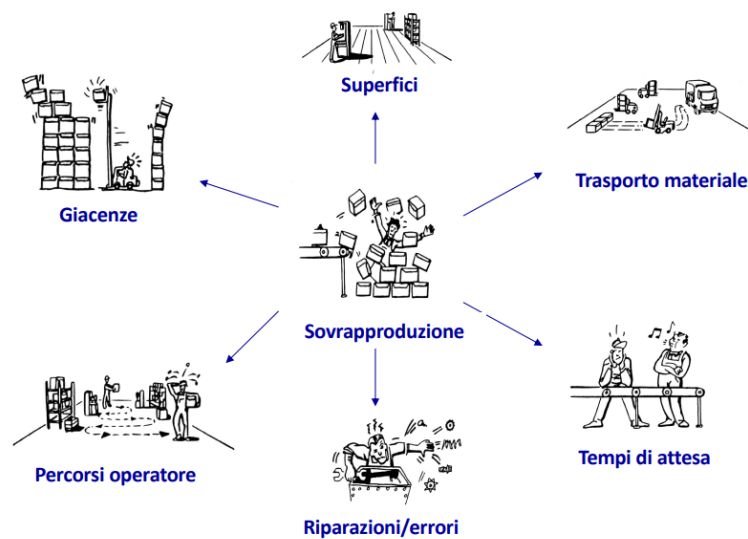 Superfici
Giacenze
Trasporto materiale
Sovrapproduzione
Percorsi operatore
Tempi di attesa
Riparazioni/errori